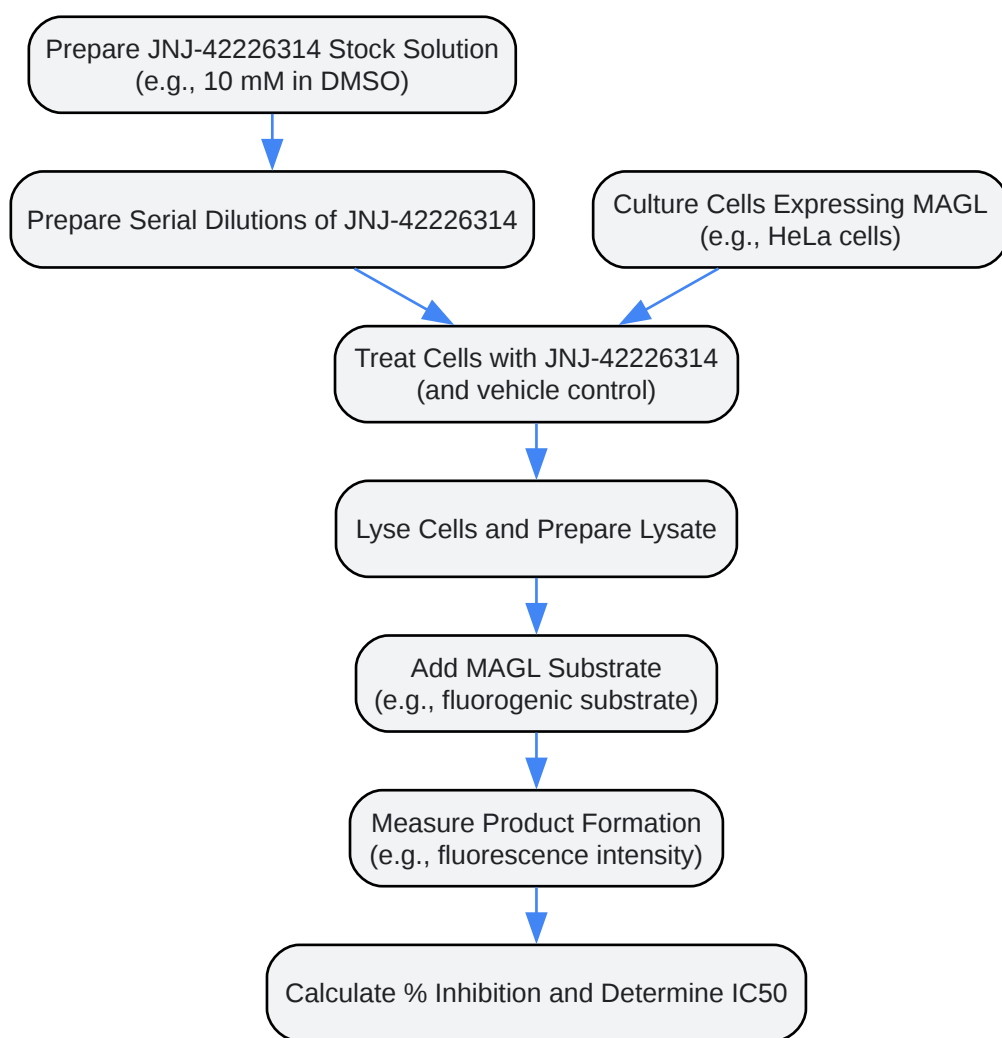 Prepare JNJ-42226314 Stock Solution
(e.g., 10 mM in DMSO)
Prepare Serial Dilutions of JNJ-42226314
Culture Cells Expressing MAGL
(e.g., HeLa cells)
Treat Cells with JNJ-42226314
(and vehicle control)
Lyse Cells and Prepare Lysate
Add MAGL Substrate
(e.g., fluorogenic substrate)
Measure Product Formation
(e.g., fluorescence intensity)
Calculate % Inhibition and Determine IC50